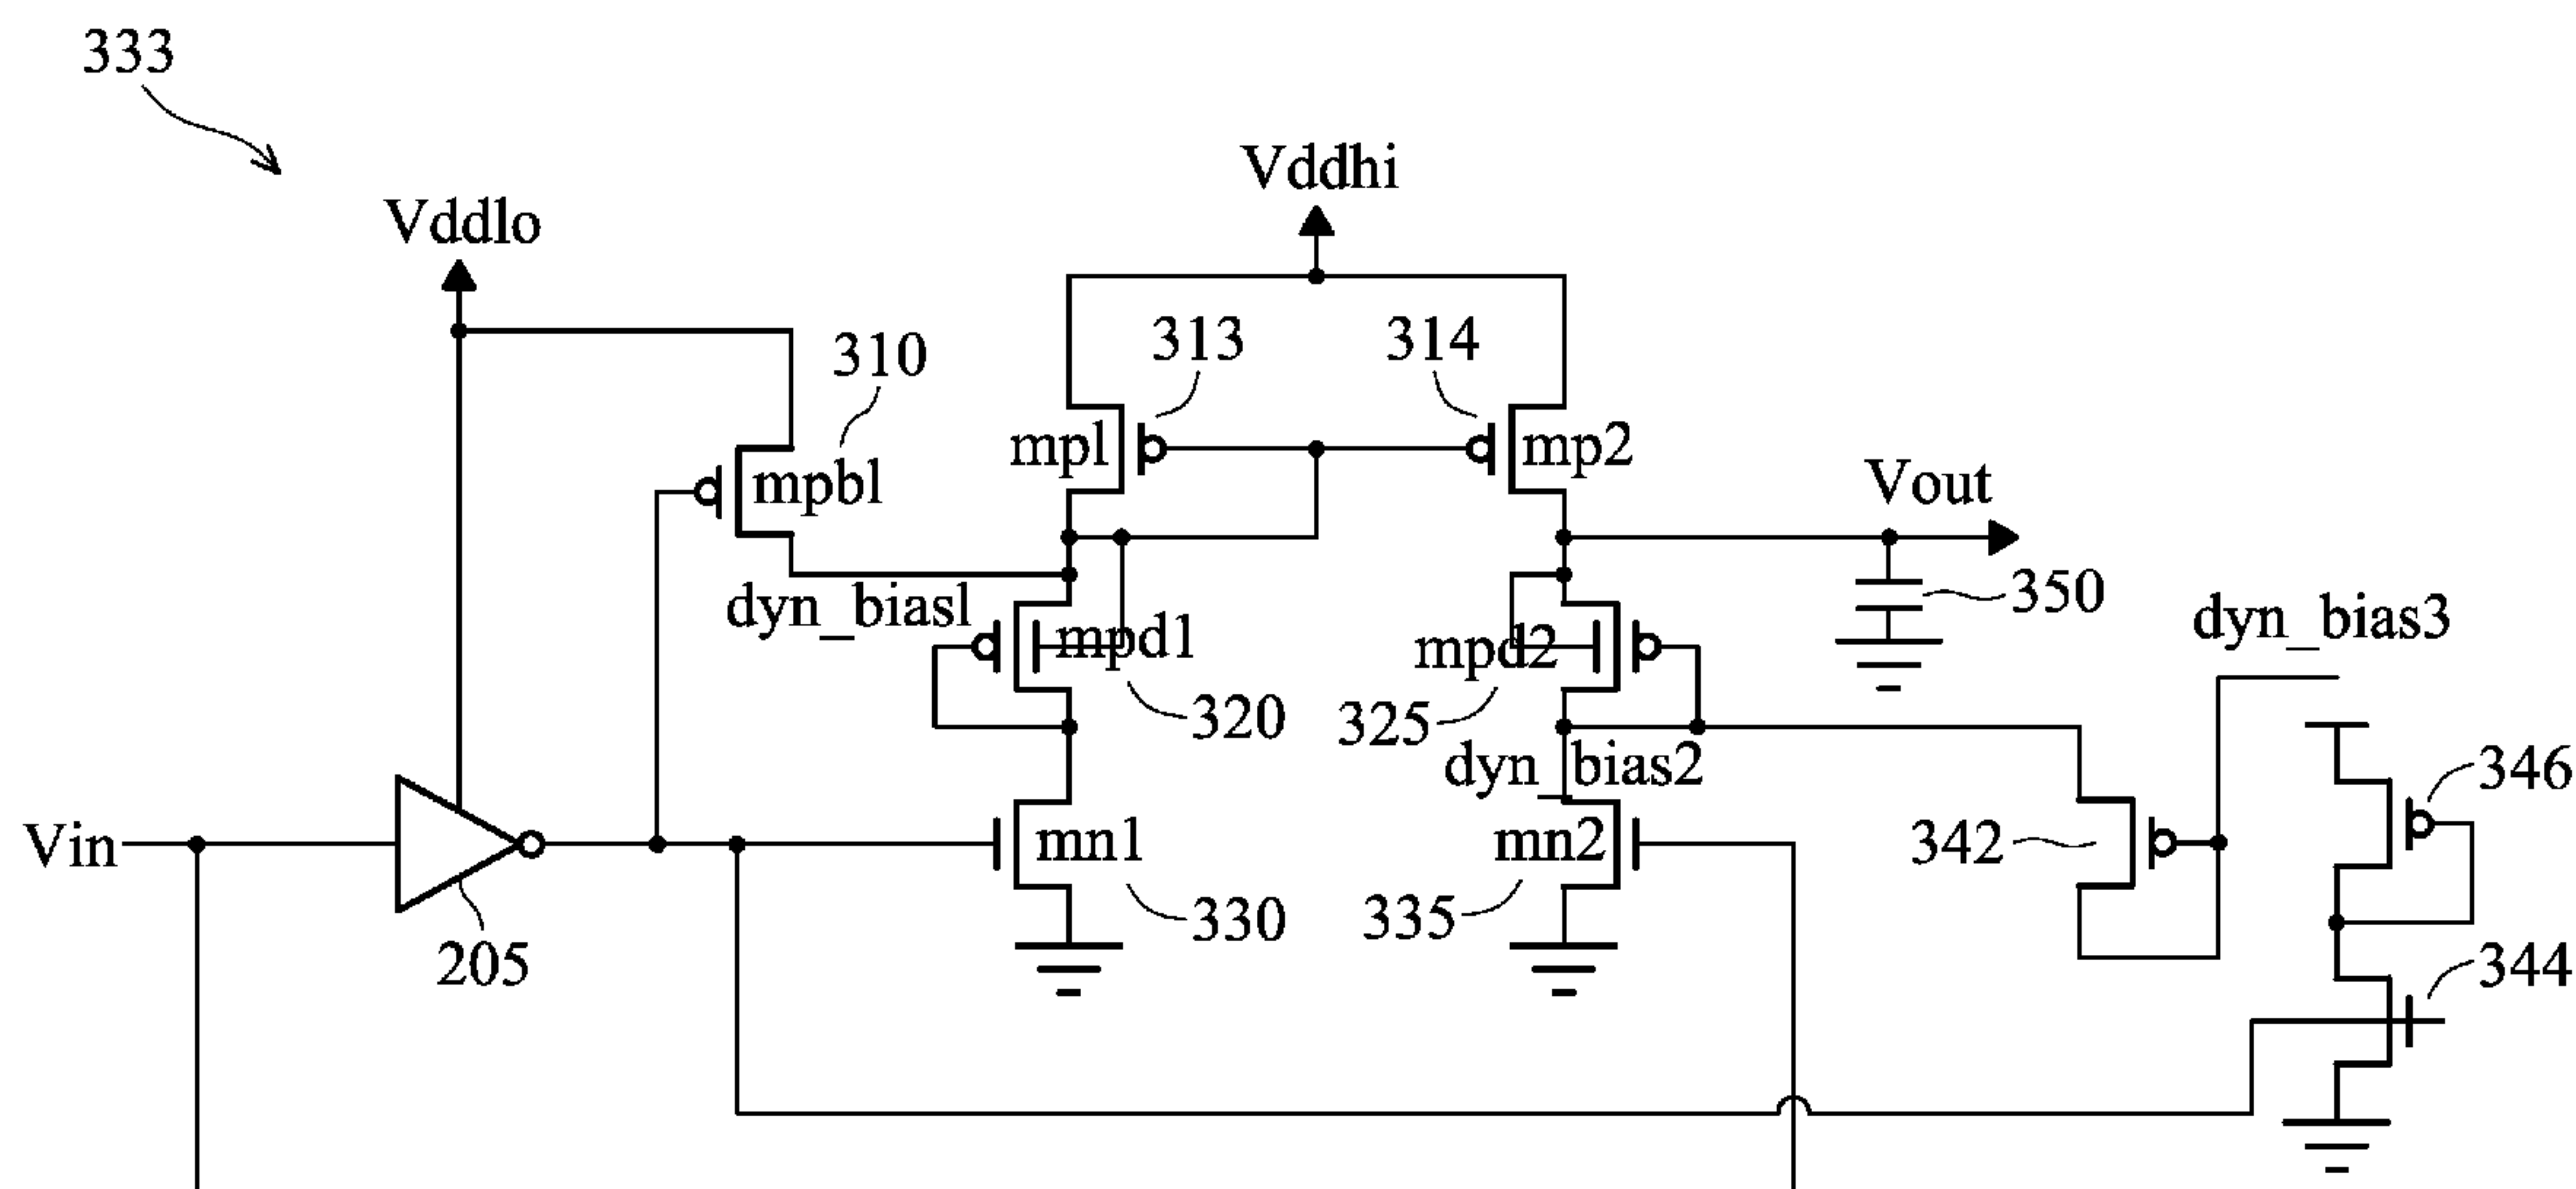 333
Vddhi
Vddlo
310
313
314
mpl
mp2
mpbl
Vout
dyn_biasl
350
dyn_bias3
mpd1
mpd2
320
325
dyn_bias2
346
Vin
mn1
mn2
342
330
335
205
344